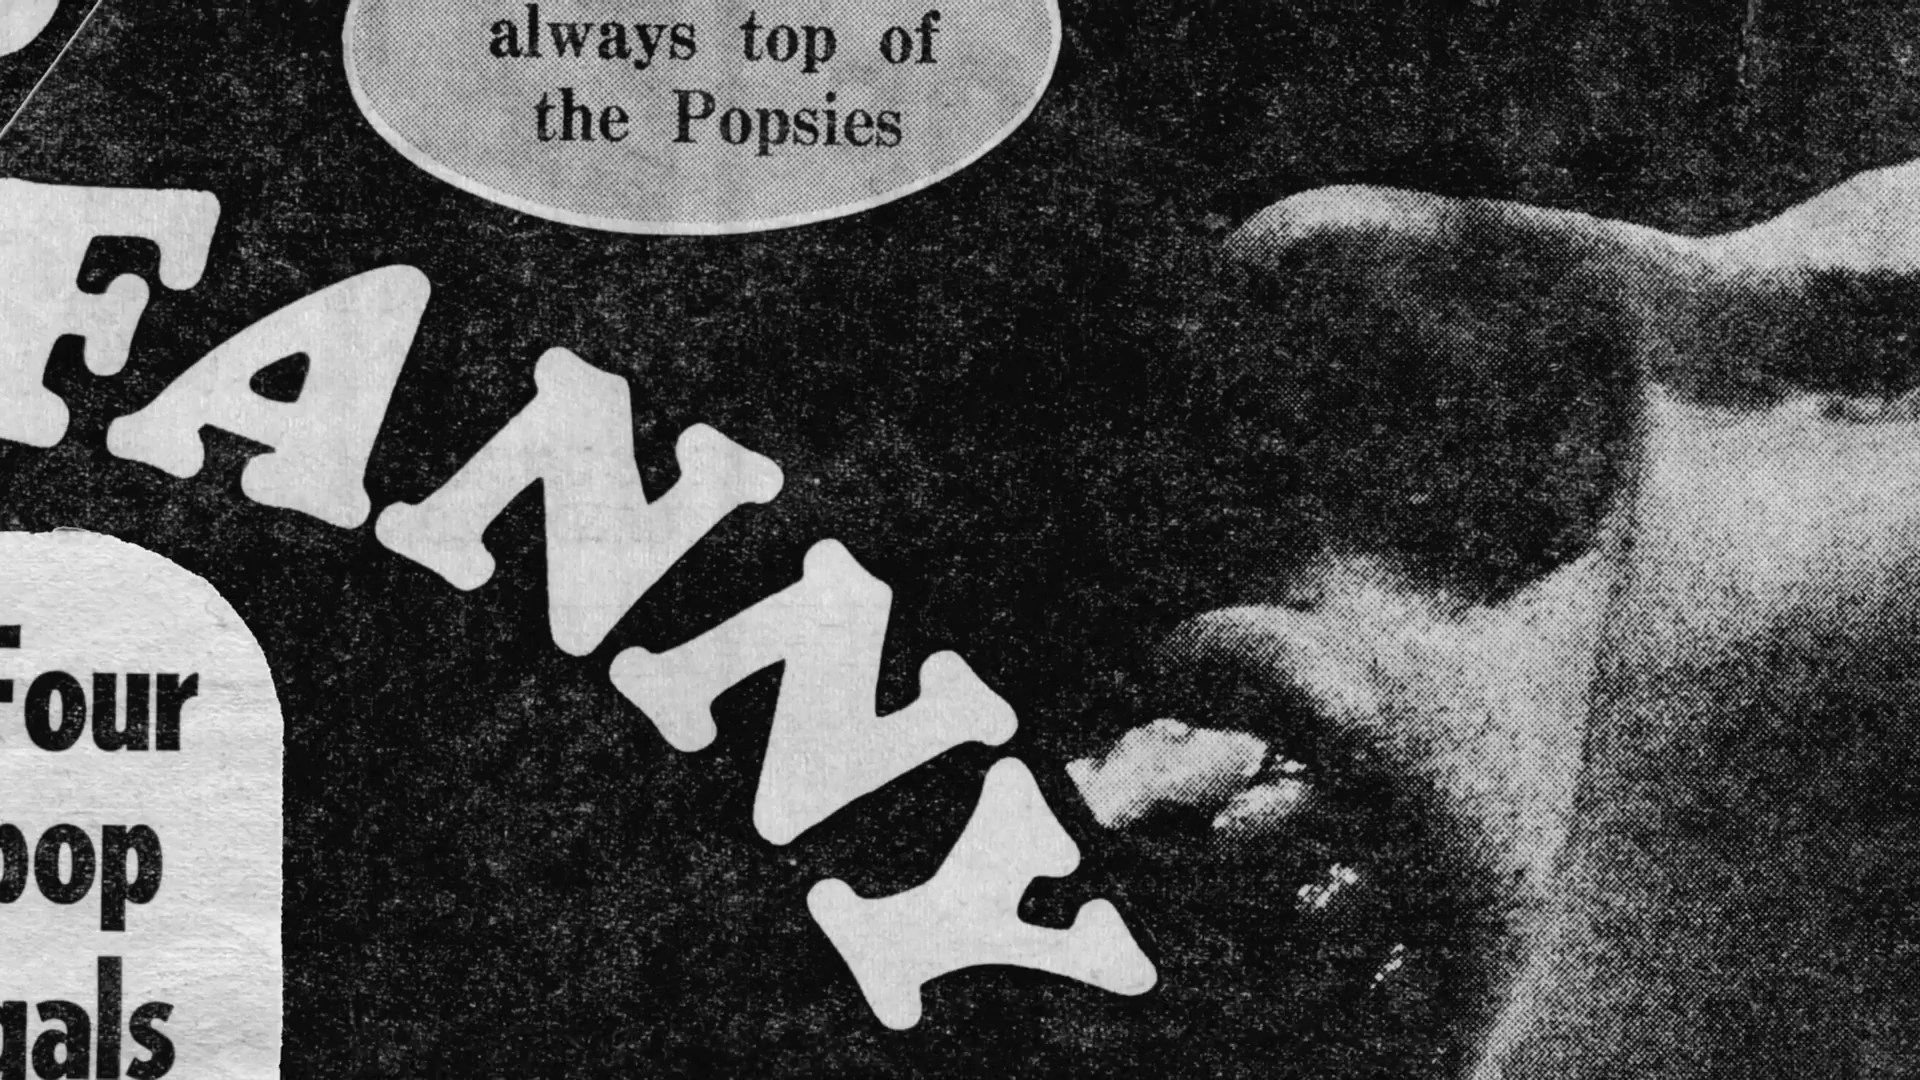 always top of
the Popsies
FANNY
Four
pop
gals